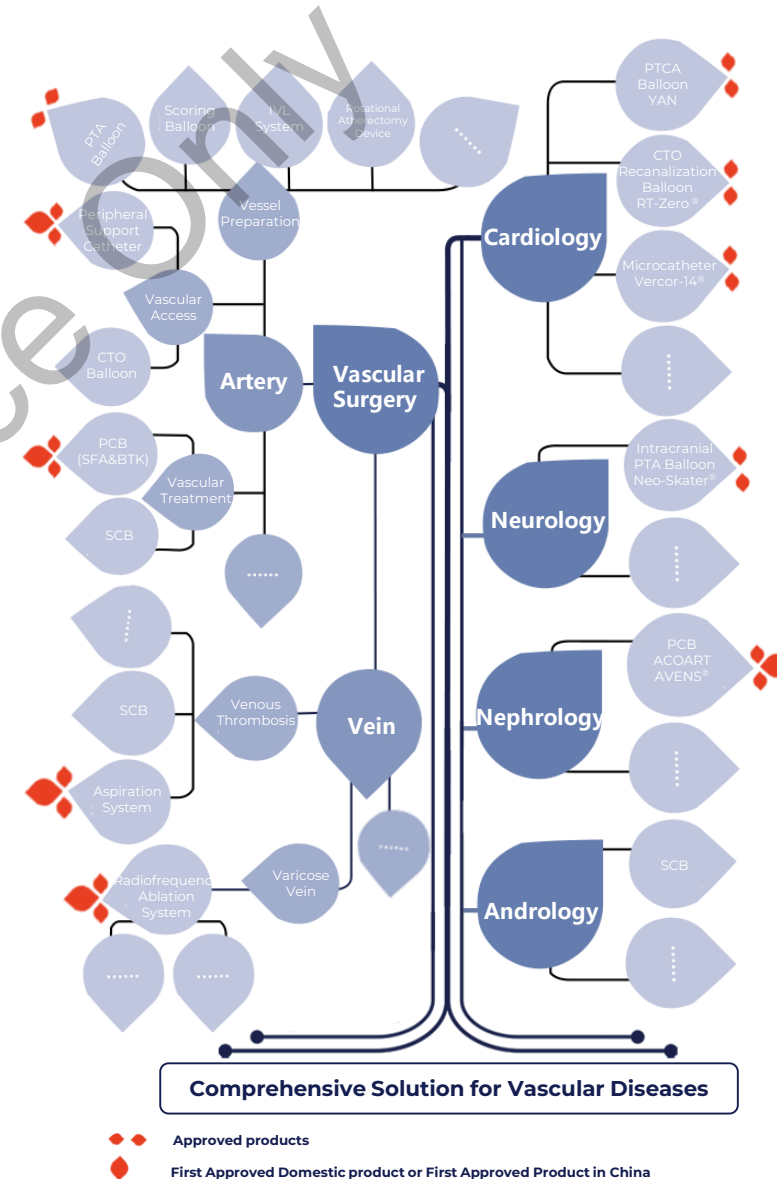 PTA
Balloon
Scoring
Balloon
IVL
System
Rotational
Atherectomy
Device
......
Vessel
Preparation
Peripheral
Support
Catheter
Vascular
Access
CTO
Balloon
Artery
Vascular
Surgery
PCB
(SFA&BTK)
Vascular
Treatment
SCB
......
......
SCB
Venous
Thrombosis
Vein
Aspiration
System
......
Radiofrequenc
Ablation
System
Varicose
Vein
......
......
PTCA
Balloon
YAN
CTO
Recanalization
Balloon
RT-Zero ®
Cardiology
Microcatheter
Vercor-14®
......
Intracranial
PTA Balloon
Neo-Skater®
Neurology
......
PCB
ACOART
AVENS®
Nephrology
......
SCB
Andrology
......
Comprehensive Solution for Vascular Diseases
Approved products
First Approved Domestic product or First Approved Product in China
ce Only